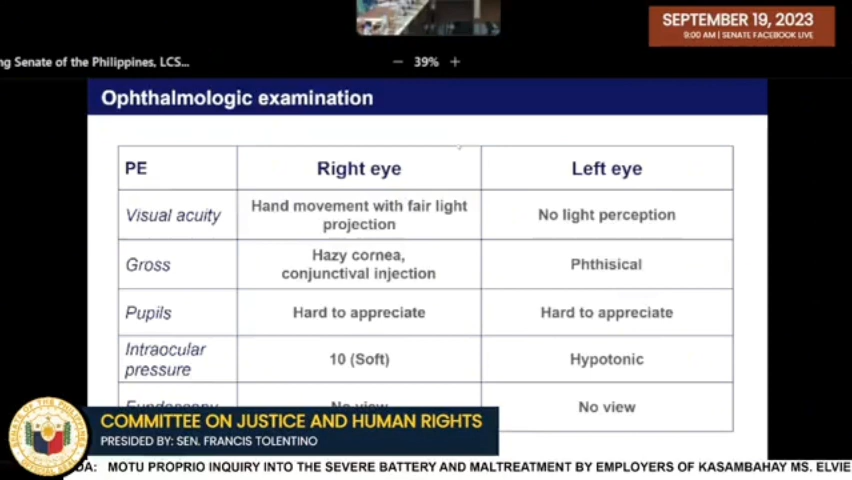 SEPTEMBER 19, 2023
9:00 AM | SENATE FACEBOOK LIVE
ng Senate of the Philippines, LCS...
− 39% +
Ophthalmologic examination
PE
Right eye
Left eye
Visual acuity
Hand movement with fair light
projection
No light perception
Gross
Hazy cornea,
conjunctival injection
Phthisical
Pupils
Hard to appreciate
Hard to appreciate
Intraocular
pressure
10 (Soft)
Hypotonic
Fundoscopy
No view
No view
COMMITTEE ON JUSTICE AND HUMAN RIGHTS
PRESIDED BY: SEN. FRANCIS TOLENTINO
DA: MOTU PROPRIO INQUIRY INTO THE SEVERE BATTERY AND MALTREATMENT BY EMPLOYERS OF KASAMBAHAY MS. ELVIE